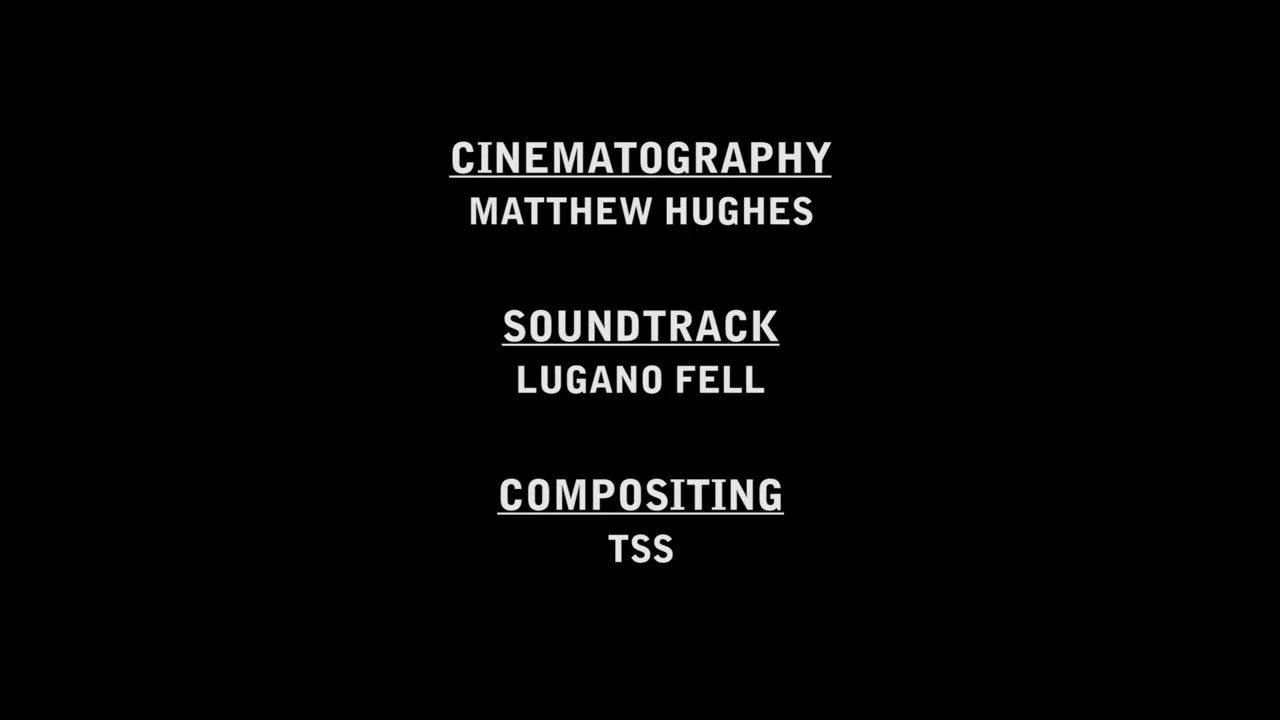 CINEMATOGRAPHY
MATTHEW HUGHES
SOUNDTRACK
LUGANO FELL
COMPOSITING
TSS